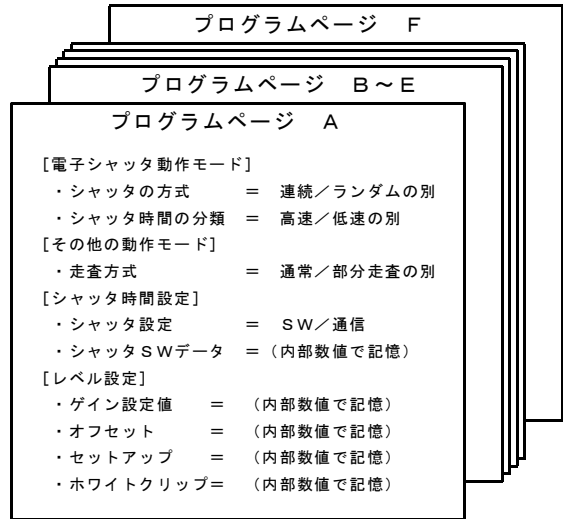 プログラムページ　Ｆ
プログラムページ　Ｂ～Ｅ
プログラムページ　Ａ
[電子シャッタ動作モード]
・シャッタの方式　＝　連続／ランダムの別
・シャッタ時間の分類　＝　高速／低速の別
[その他の動作モード]
・走査方式　＝　通常／部分走査の別
[シャッタ時間設定]
・シャッタ設定　＝　ＳＷ／通信
・シャッタＳＷデータ　＝（内部数値で記憶）
[レベル設定]
・ゲイン設定値　＝　（内部数値で記憶）
・オフセット　＝　（内部数値で記憶）
・セットアップ　＝　（内部数値で記憶）
・ホワイトクリップ＝　（内部数値で記憶）